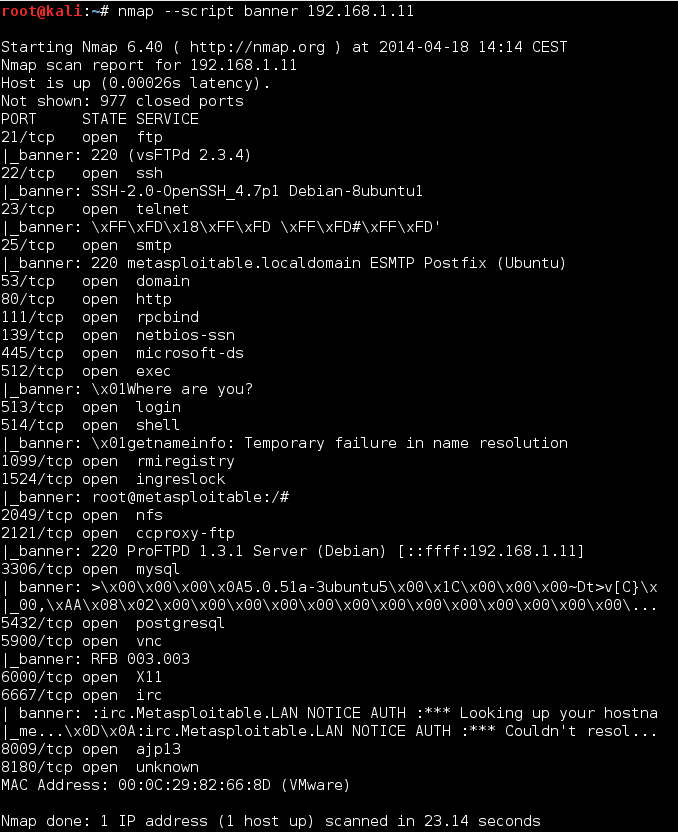 root@kali:~# nmap --script banner 192.168.1.11

Starting Nmap 6.40 ( http://nmap.org ) at 2014-04-18 14:14 CEST
Nmap scan report for 192.168.1.11
Host is up (0.00026s latency).
Not shown: 977 closed ports
PORT     STATE SERVICE
21/tcp   open  ftp
|_banner: 220 (vsFTPd 2.3.4)
22/tcp   open  ssh
|_banner: SSH-2.0-OpenSSH_4.7p1 Debian-8ubuntu1
23/tcp   open  telnet
|_banner: \xFF\xFD\x18\xFF\xFD \xFF\xFD#\xFF\xFD'
25/tcp   open  smtp
|_banner: 220 metasploitable.localdomain ESMTP Postfix (Ubuntu)
53/tcp   open  domain
80/tcp   open  http
111/tcp  open  rpcbind
139/tcp  open  netbios-ssn
445/tcp  open  microsoft-ds
512/tcp  open  exec
|_banner: \x01Where are you?
513/tcp  open  login
514/tcp  open  shell
|_banner: \x01getnameinfo: Temporary failure in name resolution
1099/tcp open  rmiregistry
1524/tcp open  ingreslock
|_banner: root@metasploitable:/#
2049/tcp open  nfs
2121/tcp open  ccproxy-ftp
|_banner: 220 ProFTPD 1.3.1 Server (Debian) [::ffff:192.168.1.11]
3306/tcp open  mysql
| banner: >\x00\x00\x00\x0A5.0.51a-3ubuntu5\x00\x1C\x00\x00\x00~Dt>v[C}\x
|_00,\xAA\x08\x02\x00\x00\x00\x00\x00\x00\x00\x00\x00\x00\x00\x00\x00\...
5432/tcp open  postgresql
5900/tcp open  vnc
|_banner: RFB 003.003
6000/tcp open  X11
6667/tcp open  irc
| banner: :irc.Metasploitable.LAN NOTICE AUTH :*** Looking up your hostna
|_me...\x0D\x0A:irc.Metasploitable.LAN NOTICE AUTH :*** Couldn't resol...
8009/tcp open  ajp13
8180/tcp open  unknown
MAC Address: 00:0C:29:82:66:8D (VMware)

Nmap done: 1 IP address (1 host up) scanned in 23.14 seconds